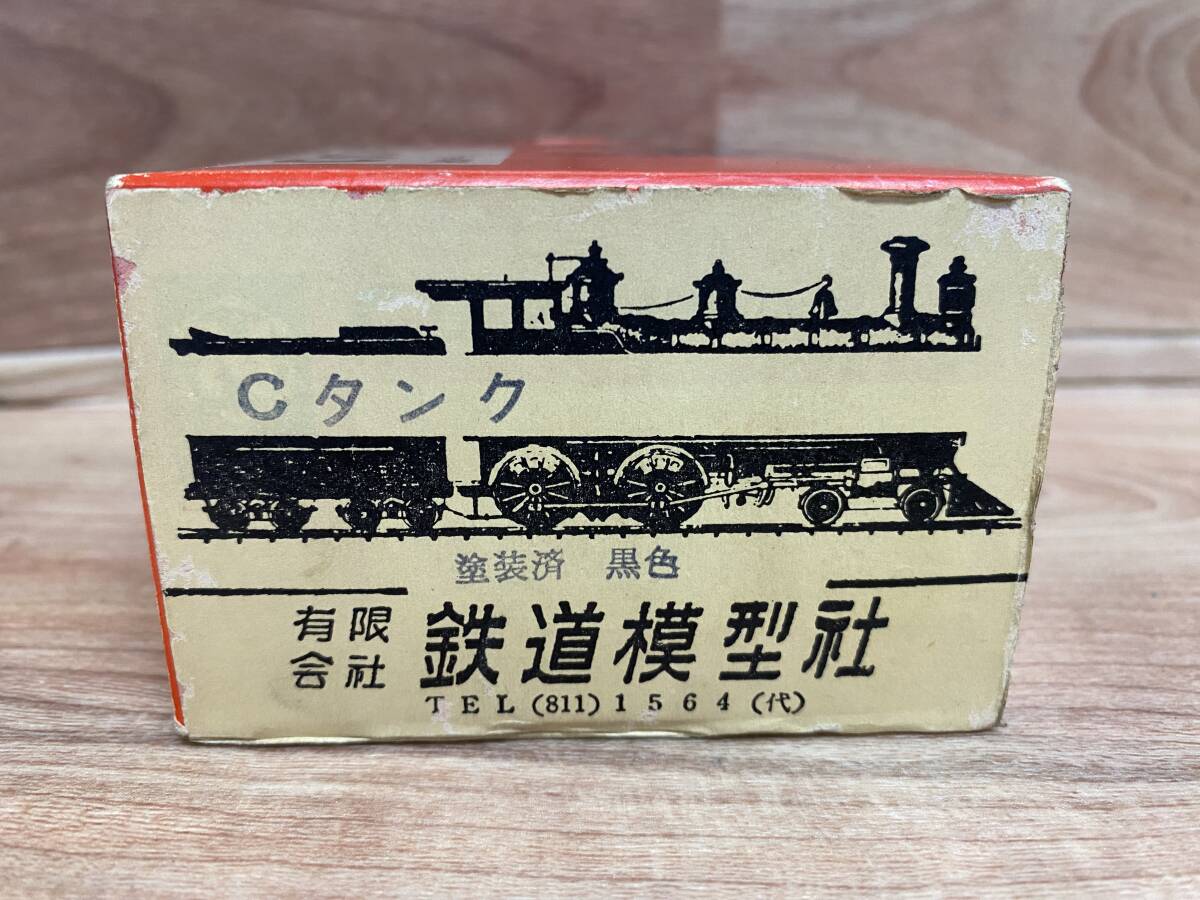 Cタンク
塗装済 黒色
有限会社 鉄道模型社
TEL (811) 1564 (代)